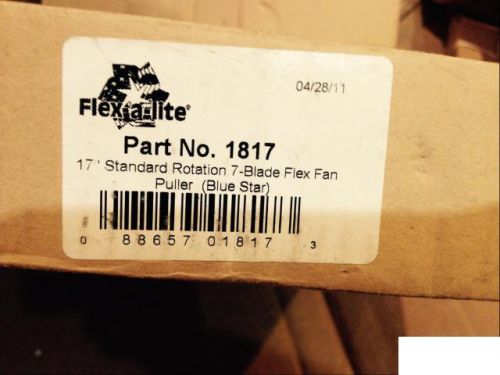 Flex-a-lite®
04/28/11
Part No. 1817
17" Standard Rotation 7-Blade Flex Fan
Puller (Blue Star)
0 88657 01817 3